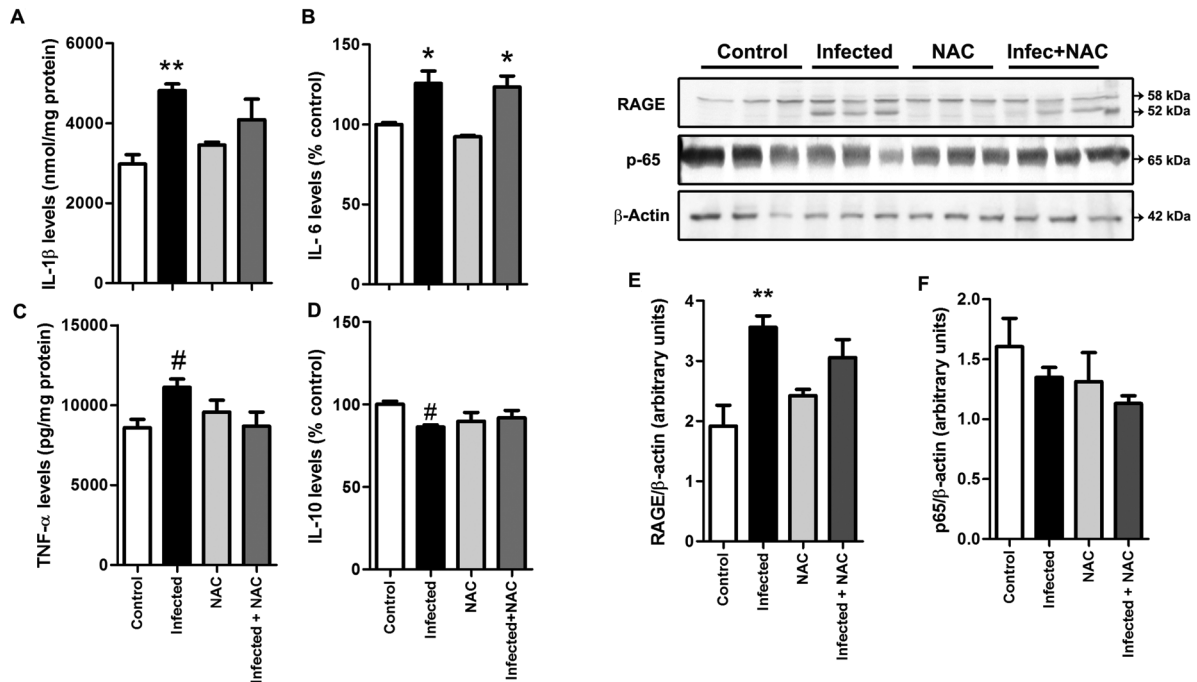 A
IL-1β levels (nmol/mg protein)
6000
4000
2000
0
**
B
IL- 6 levels (% control)
150
100
50
0
*
*
Control
Infected
NAC
Infec+NAC
RAGE
58 kDa
52 kDa
p-65
65 kDa
β-Actin
42 kDa
C
TNF-α levels (pg/mg protein)
15000
10000
5000
0
#
Control
Infected
NAC
Infected + NAC
D
IL-10 levels (% control)
150
100
50
0
#
Control
Infected
NAC
Infected+NAC
E
RAGE/β-actin (arbitrary units)
4
3
2
1
0
**
Control
Infected
NAC
Infected + NAC
F
p65/β-actin (arbitrary units)
2.0
1.5
1.0
0.5
0.0
Control
Infected
NAC
Infected + NAC